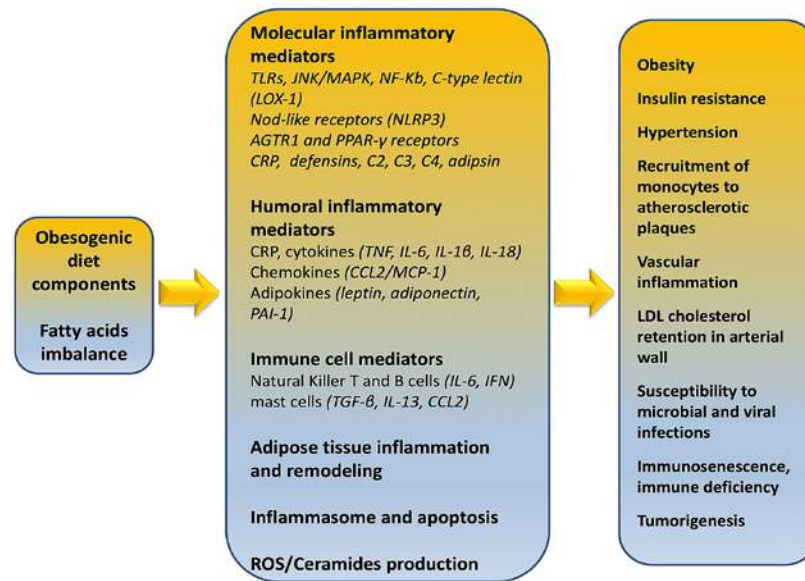 Obesogenic
diet
components
Fatty acids
imbalance
Molecular inflammatory
mediators
TLRs, JNK/MAPK, NF-Kb, C-type lectin
(LOX-1)
Nod-like receptors (NLRP3)
AGTR1 and PPAR-γ receptors
CRP, defensins, C2, C3, C4, adipsin
Humoral inflammatory
mediators
CRP, cytokines (TNF, IL-6, IL-1β, IL-18)
Chemokines (CCL2/MCP-1)
Adipokines (leptin, adiponectin,
PAI-1)
Immune cell mediators
Natural Killer T and B cells (IL-6, IFN)
mast cells (TGF-β, IL-13, CCL2)
Adipose tissue inflammation
and remodeling
Inflammasome and apoptosis
ROS/Ceramides production
Obesity
Insulin resistance
Hypertension
Recruitment of
monocytes to
atherosclerotic
plaques
Vascular
inflammation
LDL cholesterol
retention in arterial
wall
Susceptibility to
microbial and viral
infections
Immunosenescence,
immune deficiency
Tumorigenesis